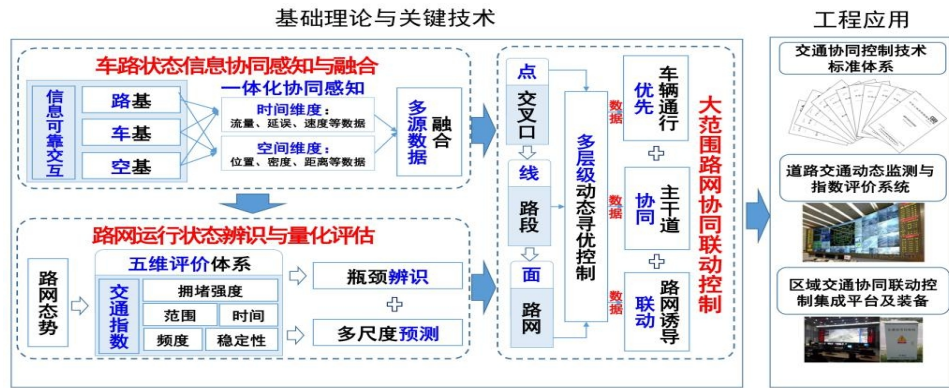 基础理论与关键技术
工程应用
车路状态信息协同感知与融合
信息可靠交互
路基
车基
空基
一体化协同感知
时间维度：
流量、延误、速度等数据
空间维度：
位置、密度、距离等数据
多源数据
融合
路网运行状态辨识与量化评估
路网态势
五维评价体系
交通指数
拥堵强度
范围
时间
频度
稳定性
瓶颈辨识
多尺度预测
点
交叉口
线
路段
面
路网
多层级动态寻优控制
数据
数据
数据
车辆通行
优先
主干道
协同
路网诱导
联动
大范围路网协同联动控制
交通协同控制技术
标准体系
道路交通动态监测与
指数评价系统
区域交通协同联动控
制集成平台及装备